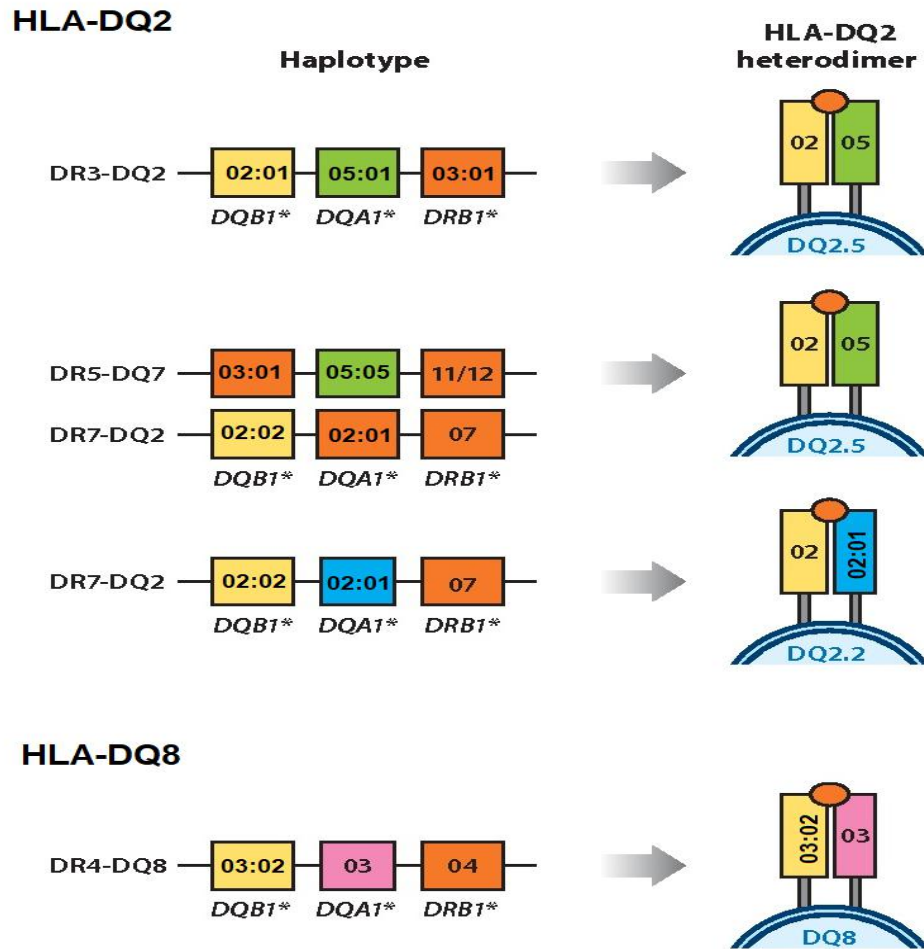 HLA-DQ2
Haplotype
HLA-DQ2
heterodimer
DR3-DQ2 02:01 05:01 03:01 02 05
DQB1* DQA1* DRB1*
DQ2.5
DR5-DQ7 03:01 05:05 11/12 02 05
DR7-DQ2 02:02 02:01 07
DQB1* DQA1* DRB1*
DQ2.5
DR7-DQ2 02:02 02:01 07 02 02:01
DQB1* DQA1* DRB1*
DQ2.2
HLA-DQ8
DR4-DQ8 03:02 03 04 03:02 03
DQB1* DQA1* DRB1*
DQ8